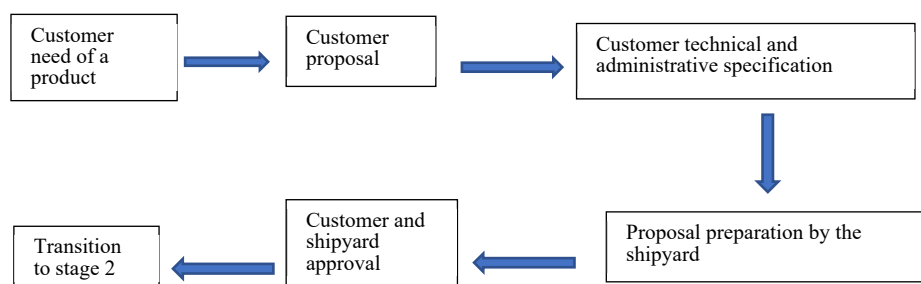 Customer
need of a
product
Customer
proposal
Customer technical and
administrative specification
Proposal preparation by the
shipyard
Customer and
shipyard
approval
Transition
to stage 2